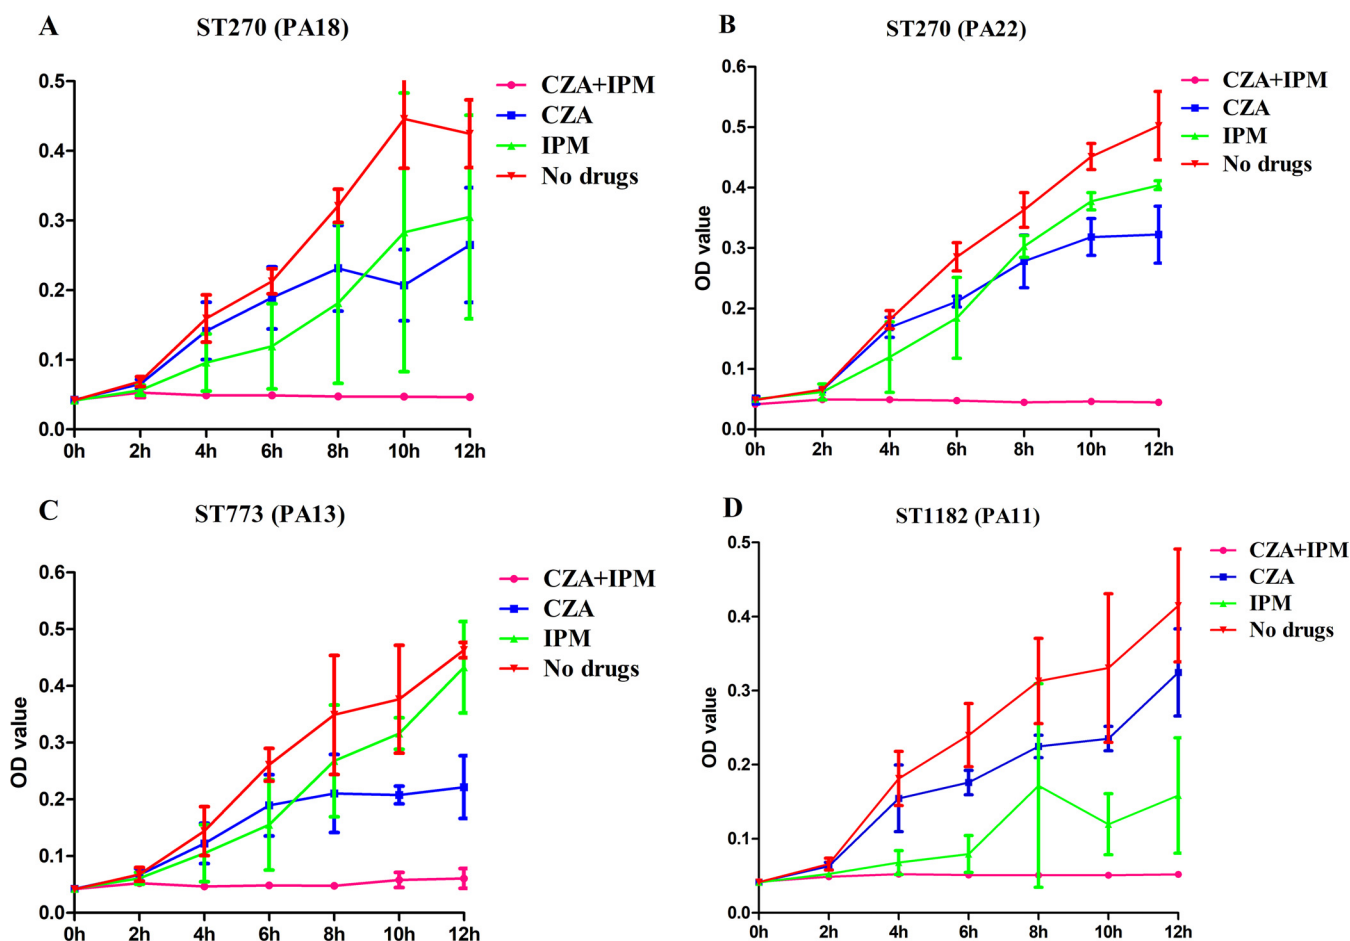 A
ST270 (PA18)
0.5
0.4
0.3
0.2
0.1
0.0
0h 2h 4h 6h 8h 10h 12h
CZA+IPM
CZA
IPM
No drugs
B
ST270 (PA22)
OD value
0.6
0.5
0.4
0.3
0.2
0.1
0.0
0h 2h 4h 6h 8h 10h 12h
CZA+IPM
CZA
IPM
No drugs
C
ST773 (PA13)
OD value
0.6
0.5
0.4
0.3
0.2
0.1
0.0
0h 2h 4h 6h 8h 10h 12h
CZA+IPM
CZA
IPM
No drugs
D
ST1182 (PA11)
OD value
0.5
0.4
0.3
0.2
0.1
0.0
0h 2h 4h 6h 8h 10h 12h
CZA+IPM
CZA
IPM
No drugs